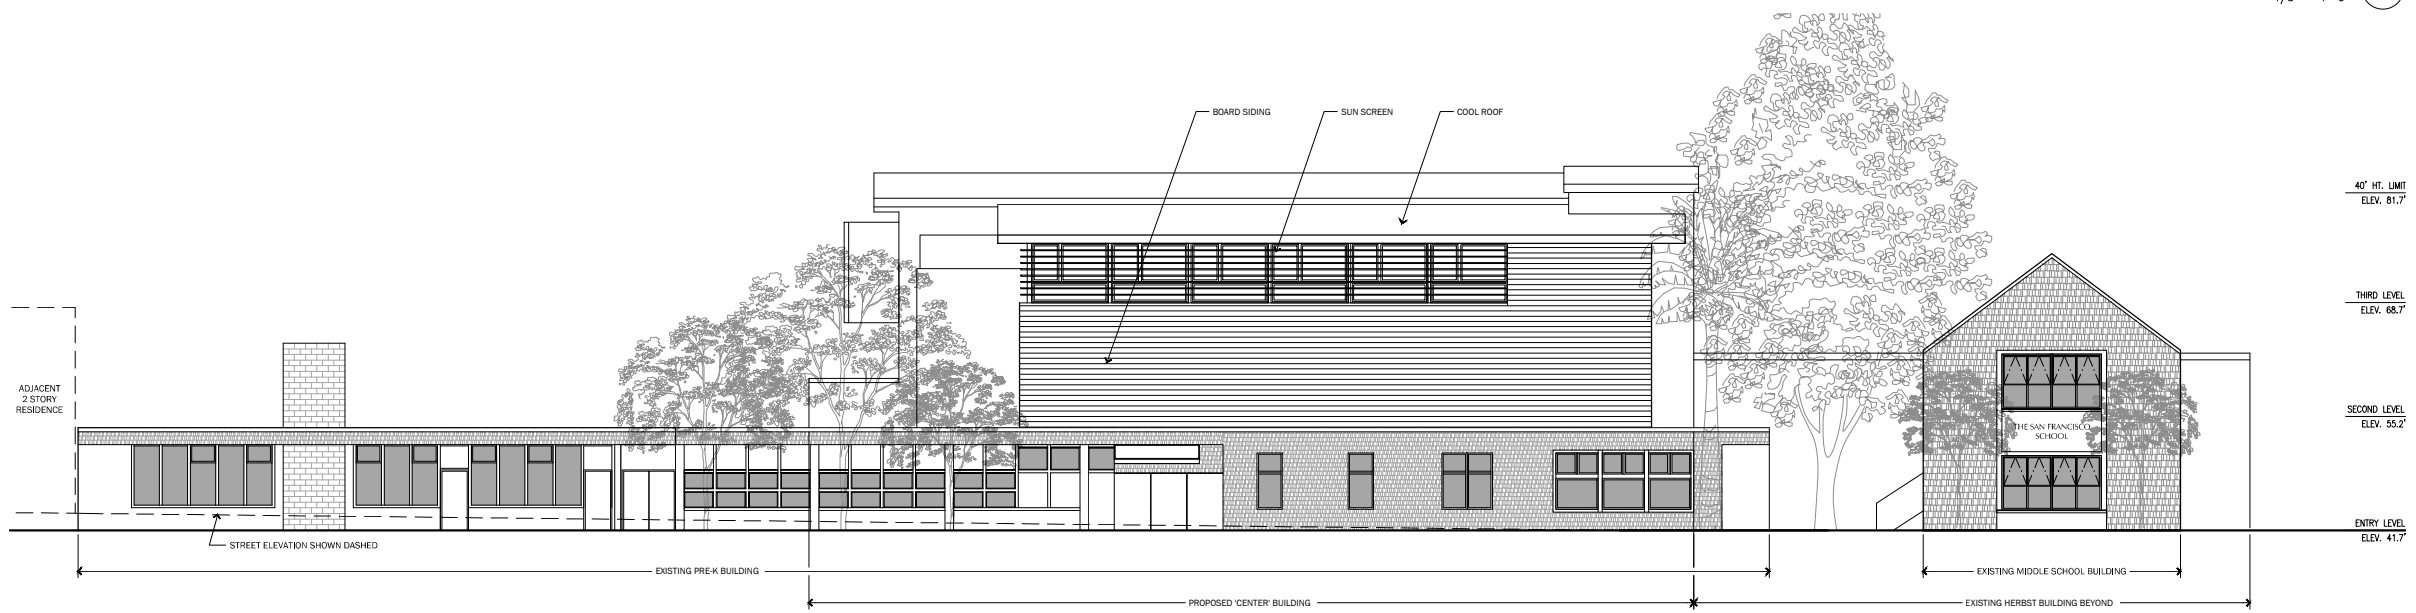 BOARD SIDING
SUN SCREEN
COOL ROOF
40' HT. LIMIT
ELEV. 81.7'
THIRD LEVEL
ELEV. 68.7'
ADJACENT
2 STORY
RESIDENCE
SECOND LEVEL
ELEV. 55.2'
THE SAN FRANCISCO
SCHOOL
ENTRY LEVEL
ELEV. 41.7'
STREET ELEVATION SHOWN DASHED
EXISTING PRE-K BUILDING
EXISTING MIDDLE SCHOOL BUILDING
PROPOSED 'CENTER' BUILDING
EXISTING HERBST BUILDING BEYOND